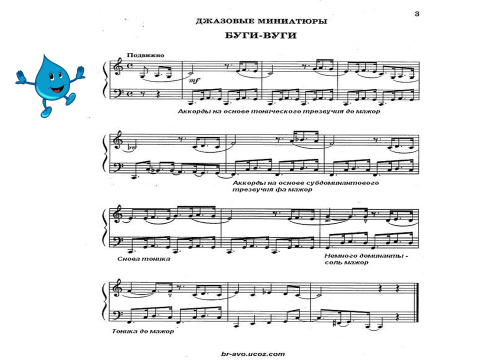 3
ДЖАЗОВЫЕ МИНИАТЮРЫ
БУГИ-ВУГИ
Подвижно
mf
Аккорды на основе тонического трезвучия до мажор
Аккорды на основе субдоминантового
трезвучия фа мажор
Снова тоника
Немного доминанты -
соль мажор
Тоника до мажор
br-avo.ucoz.com